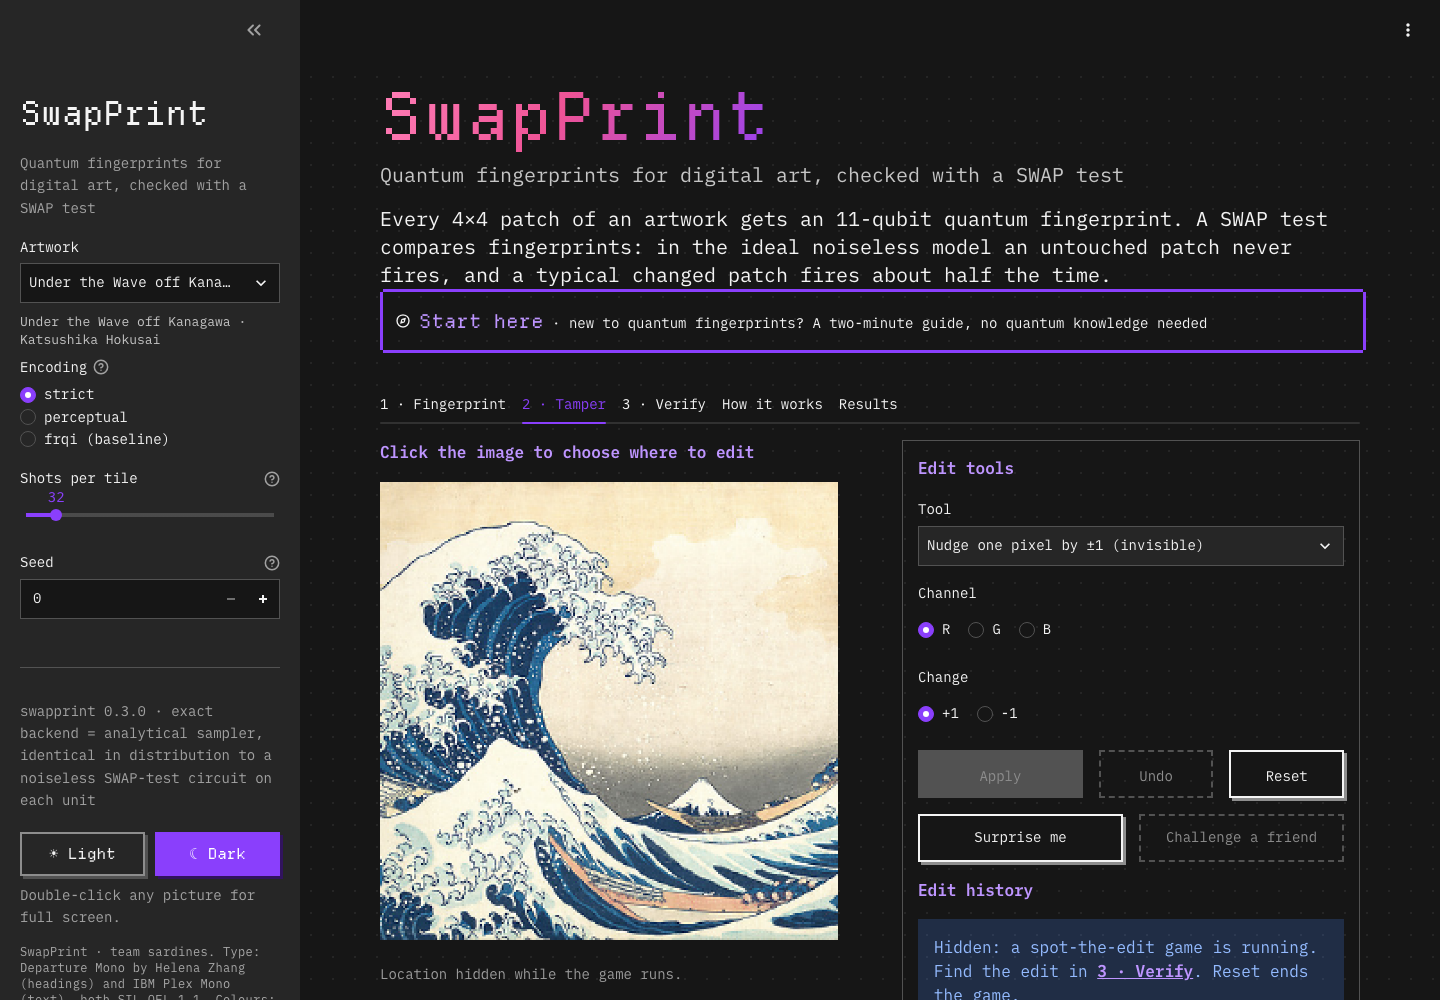 SwapPrint
Quantum fingerprints for
digital art, checked with a
SWAP test
Artwork
Under the Wave off Kana…
Under the Wave off Kanagawa ·
Katsushika Hokusai
Encoding
strict
perceptual
frqi (baseline)
Shots per tile
32
Seed
0
swapprint 0.3.0 · exact
backend = analytical sampler,
identical in distribution to a
noiseless SWAP-test circuit on
each unit
☀ Light
☾ Dark
Double-click any picture for
full screen.
SwapPrint · team sardines. Type:
Departure Mono by Helena Zhang
(headings) and IBM Plex Mono
(text), both SIL OFL 1.1. Colours:
SwapPrint
Quantum fingerprints for digital art, checked with a SWAP test
Every 4×4 patch of an artwork gets an 11-qubit quantum fingerprint. A SWAP test
compares fingerprints: in the ideal noiseless model an untouched patch never
fires, and a typical changed patch fires about half the time.
Start here · new to quantum fingerprints? A two-minute guide, no quantum knowledge needed
1 · Fingerprint 2 · Tamper 3 · Verify How it works Results
Click the image to choose where to edit
Location hidden while the game runs.
Edit tools
Tool
Nudge one pixel by ±1 (invisible)
Channel
R G B
Change
+1 -1
Apply Undo Reset
Surprise me Challenge a friend
Edit history
Hidden: a spot-the-edit game is running.
Find the edit in 3 · Verify. Reset ends
the game.